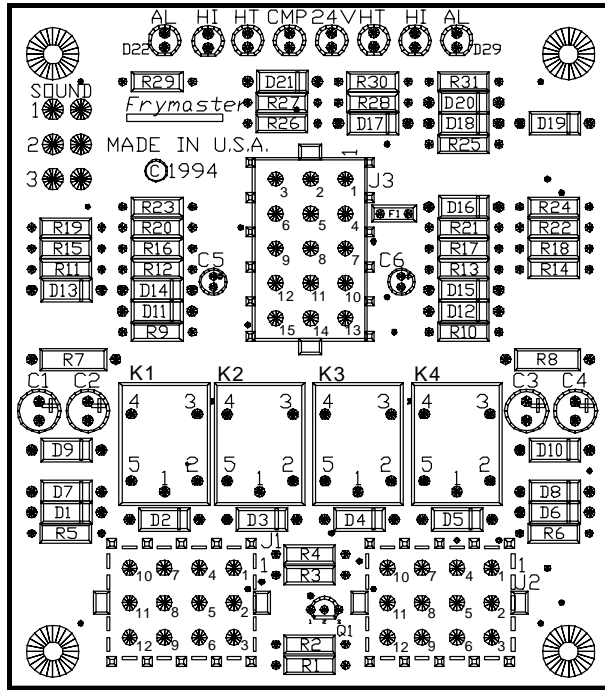 AL HI HT CMP 24V HT HI AL
D22 D29
R29 D21 R30 R31
SOUND
Frymaster R27 R28 D20
1 R26 D17 D18 D19
2 MADE IN U.S.A. R25
3 ©1994 1 J3
3 2 1
R23 D16 R24
6 5 4 F1
R19 R20 R21 R22
R15 R16 R17 R18
9 8 7
R11 R12 C5 C6 R13 R14
D13 D14 12 11 10 D15
D11 D12
R9 15 14 13 R10
R7 R8
C1 C2 K1 K2 K3 K4 C3 C4
4 3 4 3 4 3 4 3
D9 D10
5 2 5 2 5 2 5 2
1 1 1 1
D7 D8
D1 D2 D3 D4 D5 D6
R5 R6
J1 R4
1 R3 1
10 7 4 1 10 7 4 1
J2
11 8 5 2 11 8 5 2
1 2 3
Q1
12 9 6 3 12 9 6 3
R2
R1